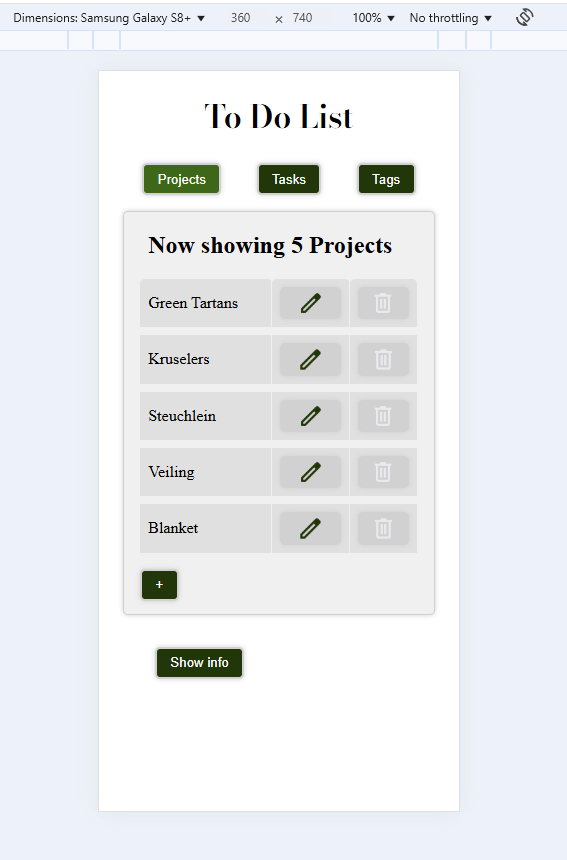 Dimensions: Samsung Galaxy S8+ ▼ 360 × 740 100% ▼ No throttling ▼
To Do List
Projects Tasks Tags
Now showing 5 Projects
Green Tartans
Kruselers
Steuchlein
Veiling
Blanket
+
Show info